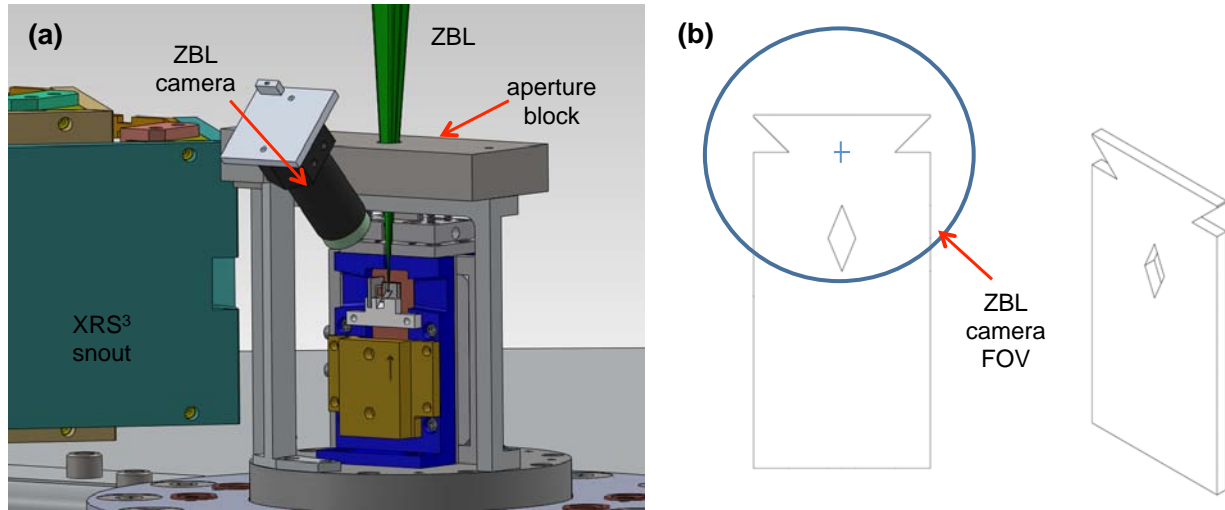 (a)
ZBL
ZBL
camera
aperture
block
XRS³
snout
(b)
ZBL
camera
FOV